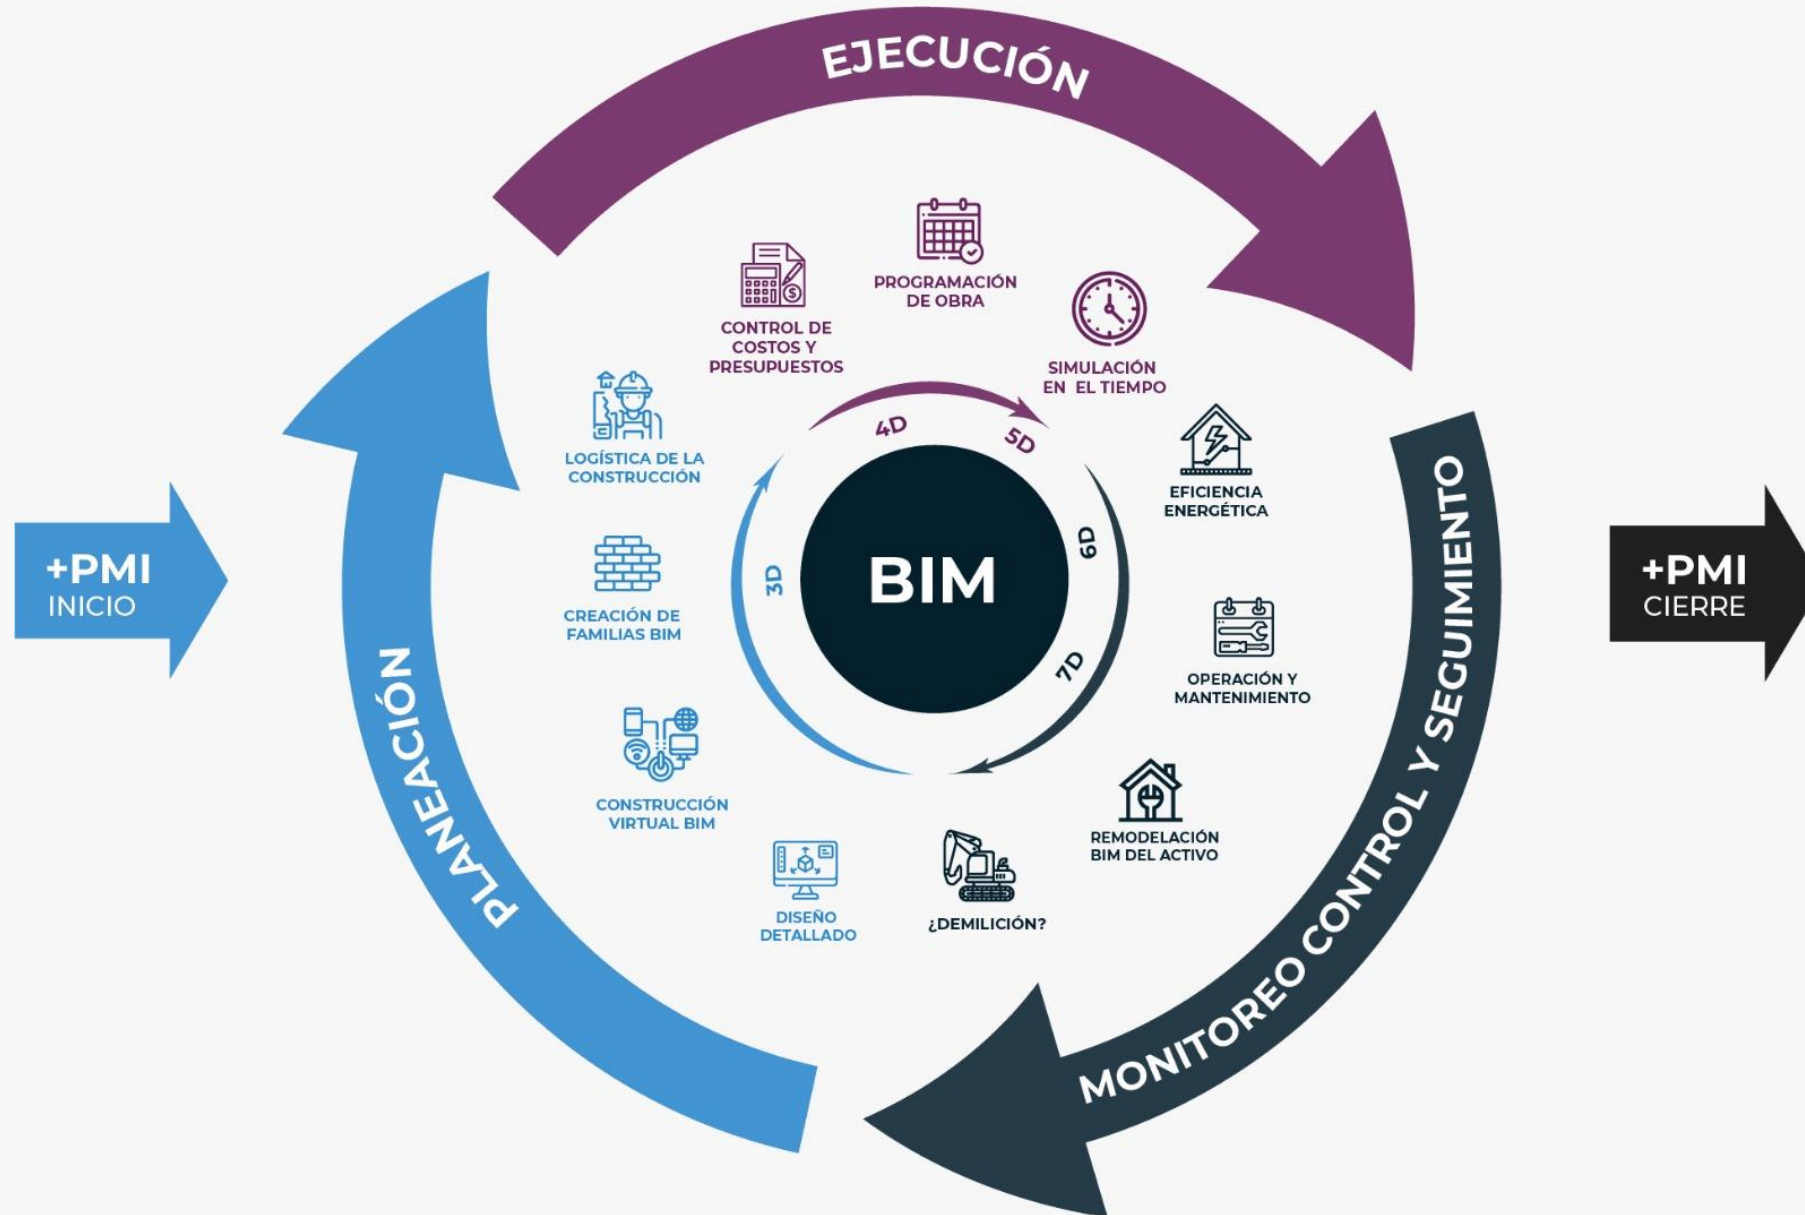 EJECUCIÓN
PROGRAMACIÓN
DE OBRA
CONTROL DE
COSTOS Y
PRESUPUESTOS
SIMULACIÓN
EN EL TIEMPO
LOGÍSTICA DE LA
CONSTRUCCIÓN
4D
5D
EFICIENCIA
ENERGÉTICA
+PMI
INICIO
CREACIÓN DE
FAMILIAS BIM
3D
BIM
6D
7D
OPERACIÓN Y
MANTENIMIENTO
+PMI
CIERRE
PLANEACIÓN
MONITOREO CONTROL Y SEGUIMIENTO
CONSTRUCCIÓN
VIRTUAL BIM
REMODELACIÓN
BIM DEL ACTIVO
DISEÑO
DETALLADO
¿DEMILICIÓN?